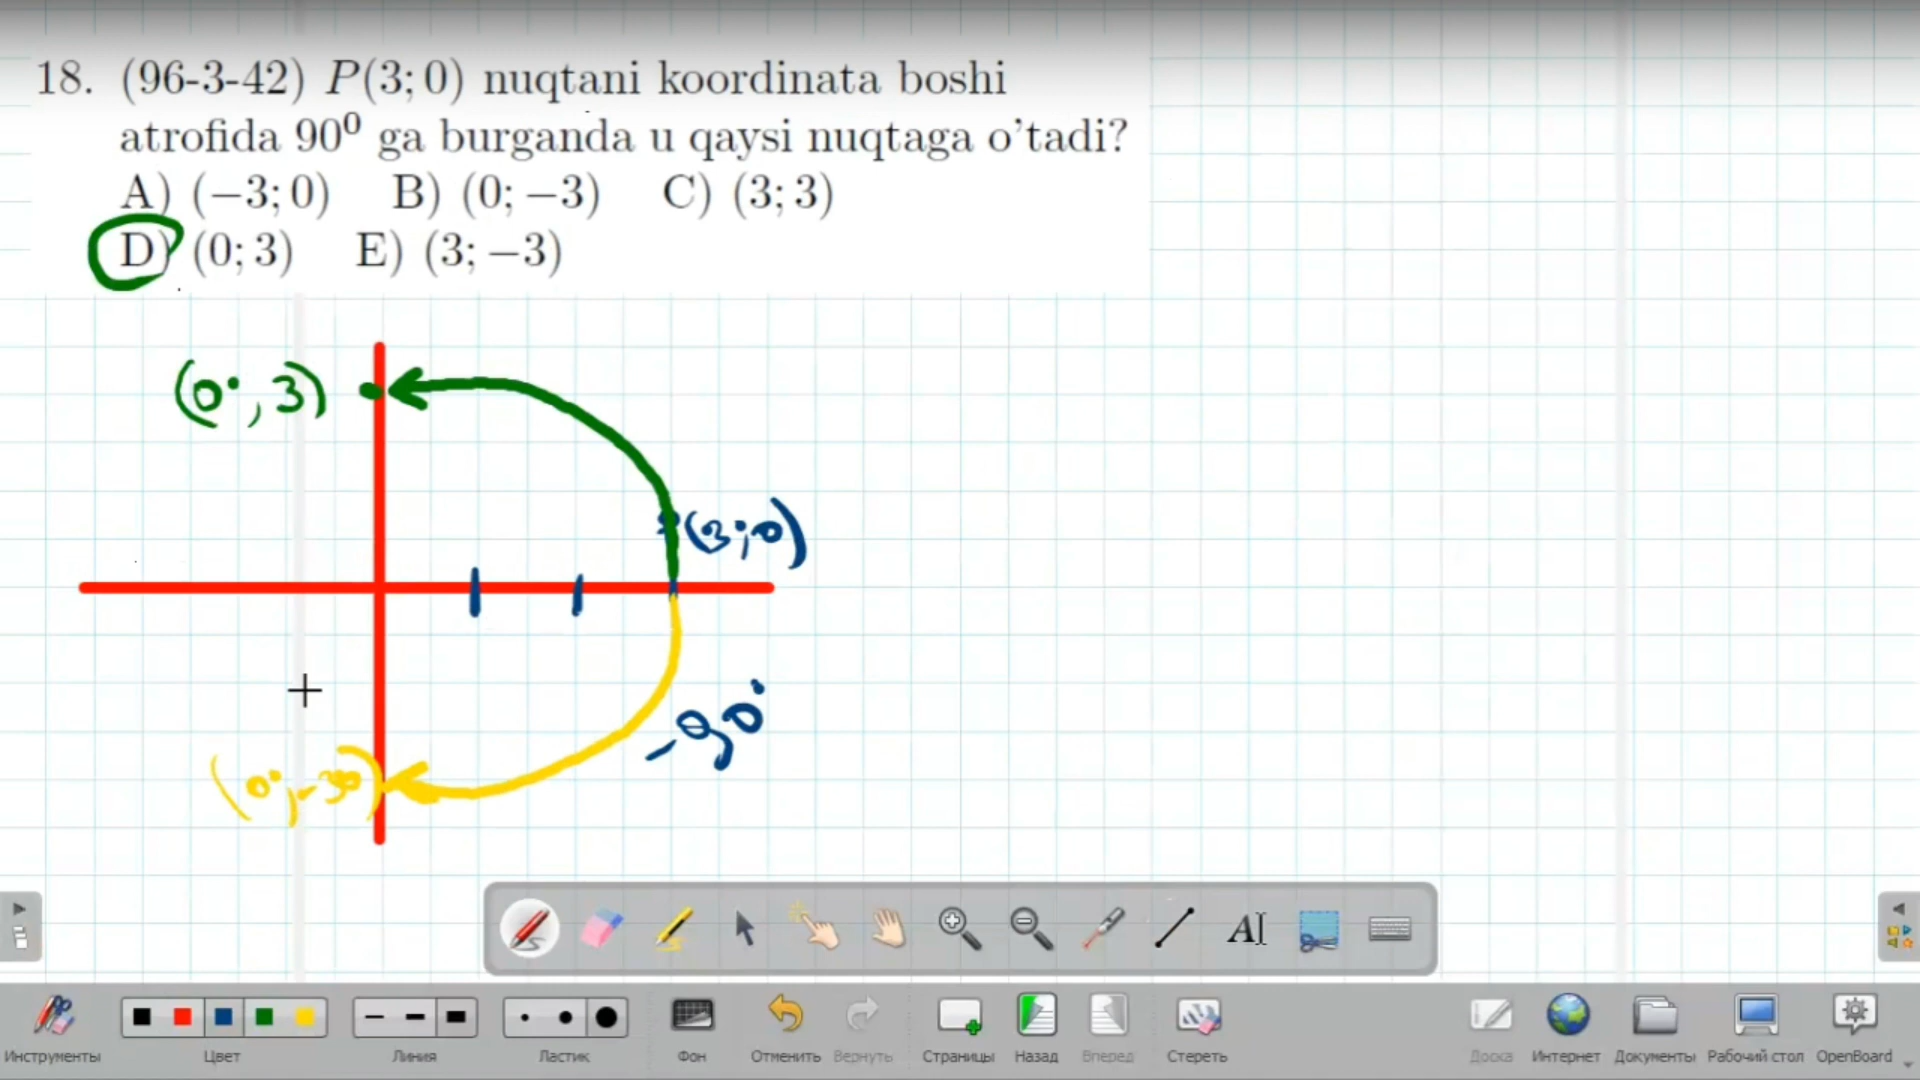 18. (96-3-42) P(3; 0) nuqtani koordinata boshi
atrofida 90⁰ ga burganda u qaysi nuqtaga o’tadi?
A) (−3; 0) B) (0; −3) C) (3; 3)
D) (0; 3) E) (3; −3)
(0; 3)
(3; 0)
-90°
A
Инструменты Цвет Линия Ластик Фон Отменить Вернуть Страницы Назад Вперед Стереть Доска Интернет Документы Рабочий стол OpenBoard